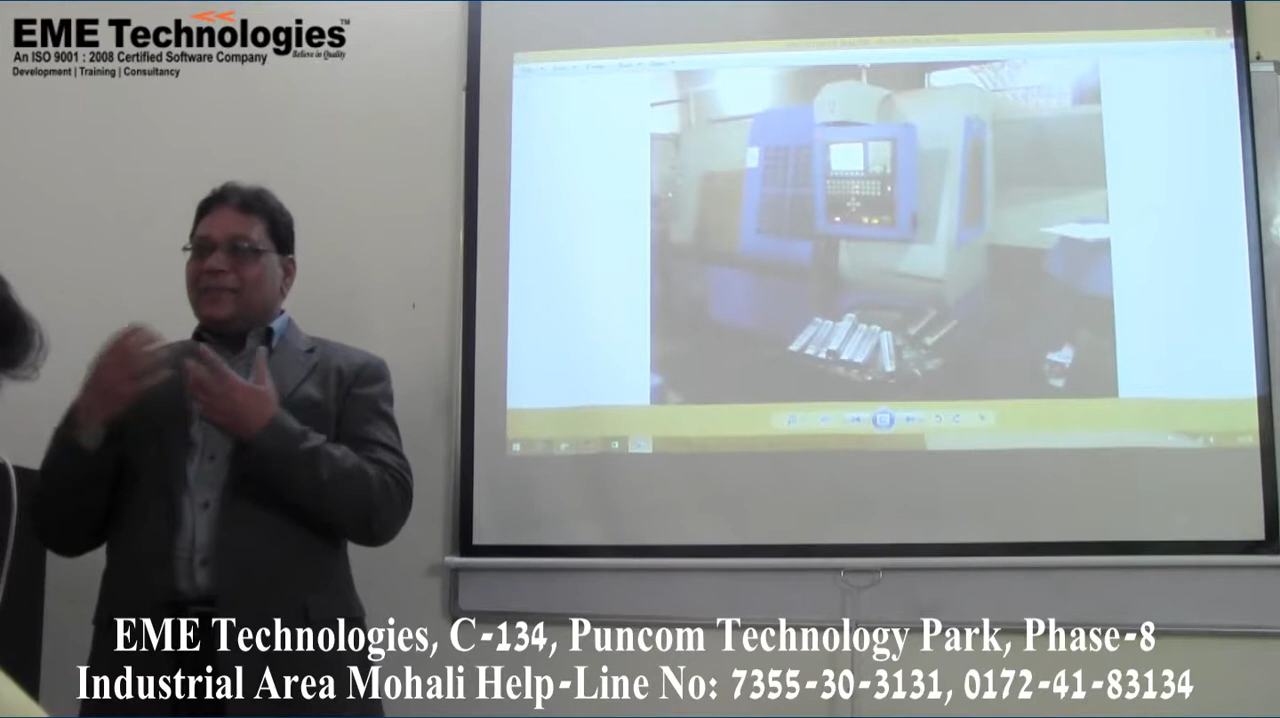 EME Technologies™
An ISO 9001 : 2008 Certified Software Company Believe in Quality
Development | Training | Consultancy
EME Technologies, C-134, Puncom Technology Park, Phase-8
Industrial Area Mohali Help-Line No: 7355-30-3131, 0172-41-83134